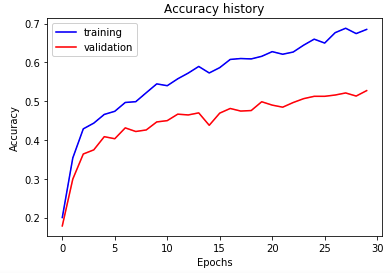 Accuracy history
training
validation
Accuracy
0.7
0.6
0.5
0.4
0.3
0.2
0 5 10 15 20 25 30
Epochs